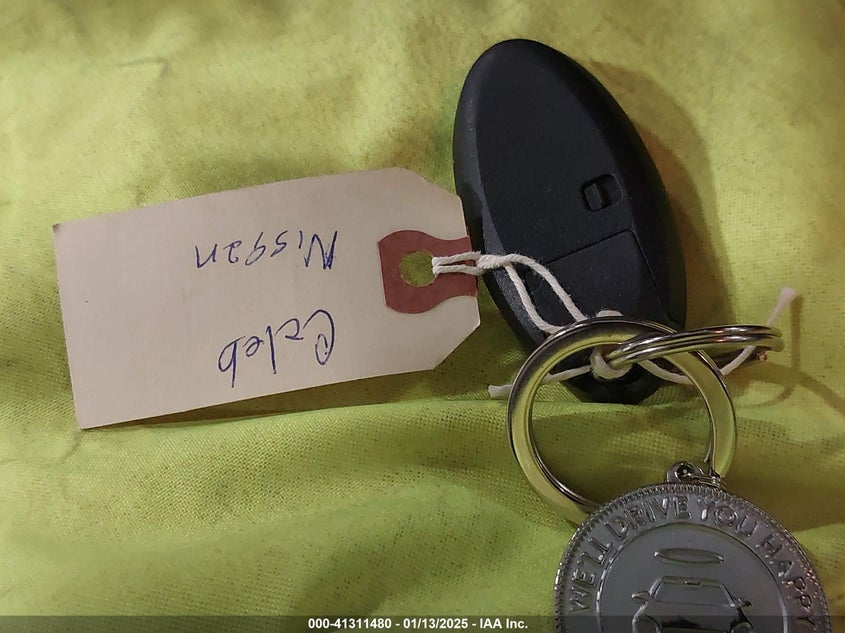 Caleb
Nissan
WE'LL DRIVE YOU HAPPY
000-41311480 - 01/13/2025 - IAA Inc.